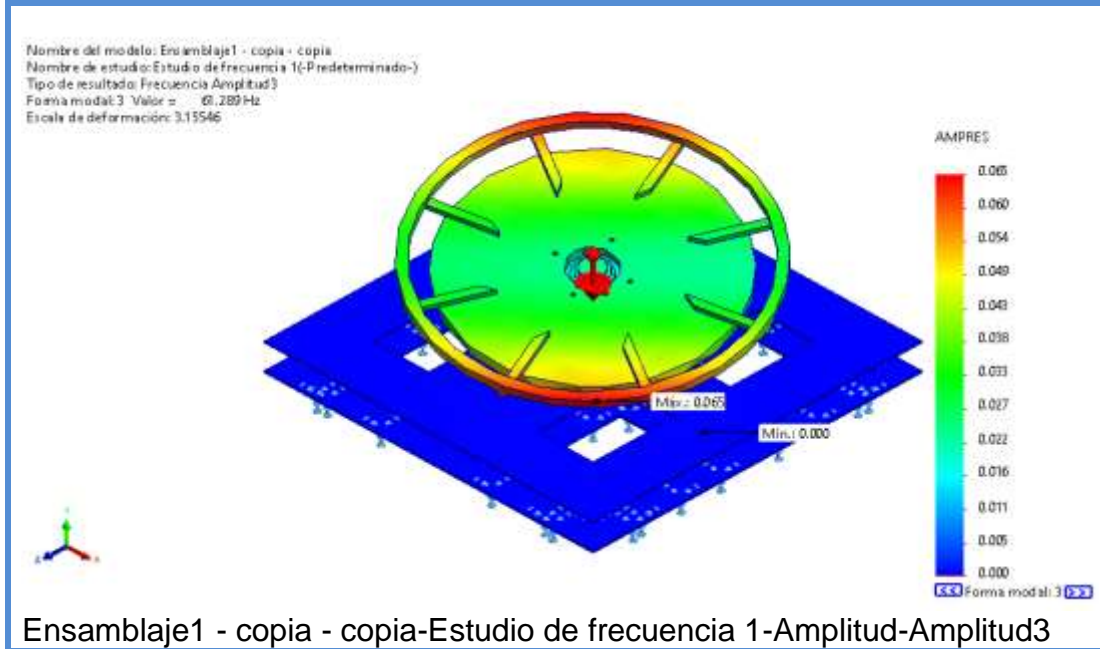 Nombre del modelo: Ensamblaje1 - copia - copia
Nombre de estudio: Estudio de frecuencia 1(-Predeterminado-)
Tipo de resultado: Frecuencia Amplitud3
Forma modal: 3 Valor = 61.289 Hz
Escala de deformación: 3.15546
AMPRES
0.065
0.060
0.054
0.049
0.043
0.038
0.033
0.027
0.022
0.016
0.011
0.005
0.000
Máx.: 0.065
Mín.: 0.000
<< Forma modal: 3 >>
Ensamblaje1 - copia - copia-Estudio de frecuencia 1-Amplitud-Amplitud3